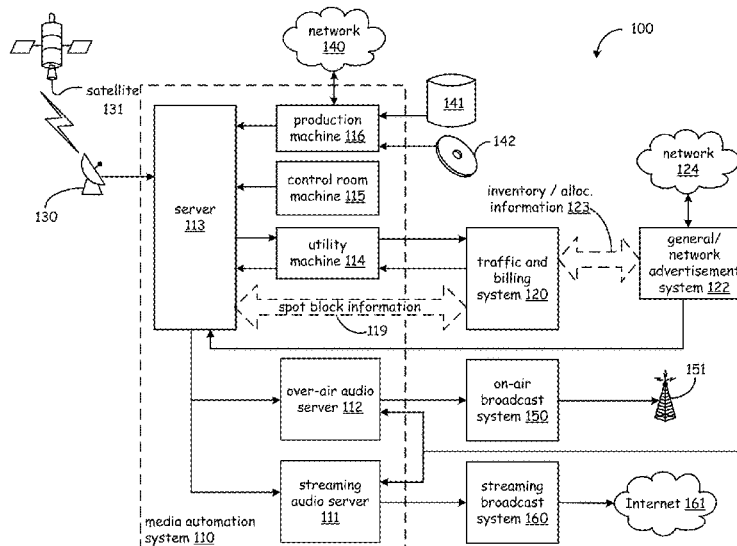 network
140
100
satellite
131
141
production
machine 116
142
network
124
control room
machine 115
inventory / alloc.
information 123
130
server
113
utility
machine 114
traffic and
billing
system 120
general/
network
advertisement
system 122
spot block information
119
over-air audio
server 112
on-air
broadcast
system 150
151
streaming
audio server
111
streaming
broadcast
system 160
Internet 161
media automation
system 110